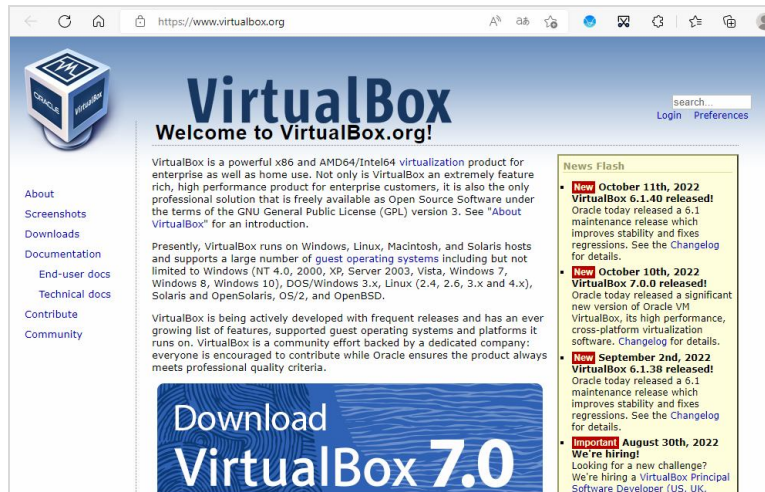 https://www.virtualbox.org
VirtualBox
search...
Login Preferences
Welcome to VirtualBox.org!
ORACLE
VM
VirtualBox
About
Screenshots
Downloads
Documentation
End-user docs
Technical docs
Contribute
Community
VirtualBox is a powerful x86 and AMD64/Intel64 virtualization product for
enterprise as well as home use. Not only is VirtualBox an extremely feature
rich, high performance product for enterprise customers, it is also the only
professional solution that is freely available as Open Source Software under
the terms of the GNU General Public License (GPL) version 3. See "About
VirtualBox" for an introduction.
Presently, VirtualBox runs on Windows, Linux, Macintosh, and Solaris hosts
and supports a large number of guest operating systems including but not
limited to Windows (NT 4.0, 2000, XP, Server 2003, Vista, Windows 7,
Windows 8, Windows 10), DOS/Windows 3.x, Linux (2.4, 2.6, 3.x and 4.x),
Solaris and OpenSolaris, OS/2, and OpenBSD.
VirtualBox is being actively developed with frequent releases and has an ever
growing list of features, supported guest operating systems and platforms it
runs on. VirtualBox is a community effort backed by a dedicated company:
everyone is encouraged to contribute while Oracle ensures the product always
meets professional quality criteria.
Download
VirtualBox 7.0
News Flash
New October 11th, 2022
VirtualBox 6.1.40 released!
Oracle today released a 6.1
maintenance release which
improves stability and fixes
regressions. See the Changelog
for details.
New October 10th, 2022
VirtualBox 7.0.0 released!
Oracle today released a significant
new version of Oracle VM
VirtualBox, its high performance,
cross-platform virtualization
software. Changelog for details.
New September 2nd, 2022
VirtualBox 6.1.38 released!
Oracle today released a 6.1
maintenance release which
improves stability and fixes
regressions. See the Changelog
for details.
Important August 30th, 2022
We're hiring!
Looking for a new challenge?
We're hiring a VirtualBox Principal
Software Developer (US, UK,